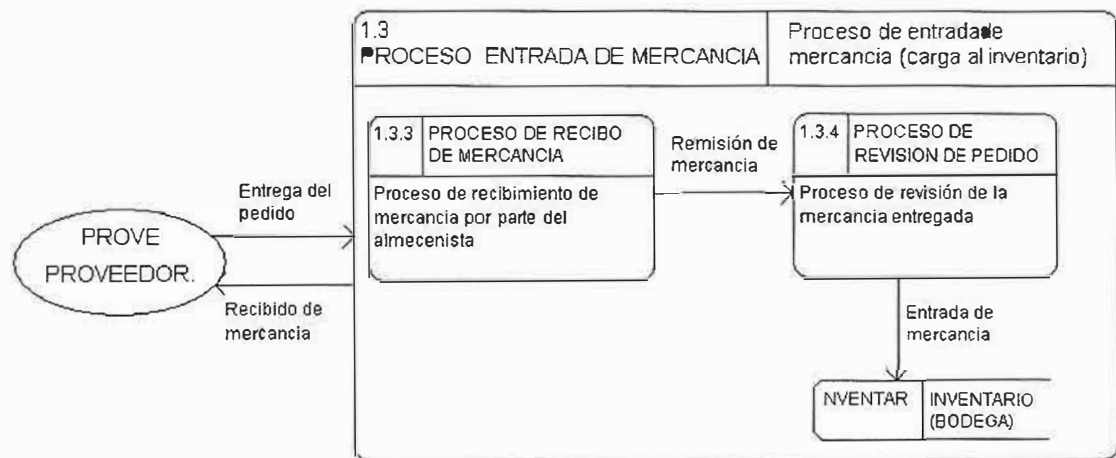 1.3
PROCESO ENTRADA DE MERCANCIA
Proceso de entradade
mercancia (carga al inventario)
1.3.3
PROCESO DE RECIBO
DE MERCANCIA
Proceso de recibimiento de
mercancia por parte del
almecenista
Remisión de
mercancia
1.3.4
PROCESO DE
REVISION DE PEDIDO
Proceso de revisión de la
mercancia entregada
Entrega del
pedido
PROVE
PROVEEDOR.
Recibido de
mercancia
Entrada de
mercancia
NVENTAR
INVENTARIO
(BODEGA)